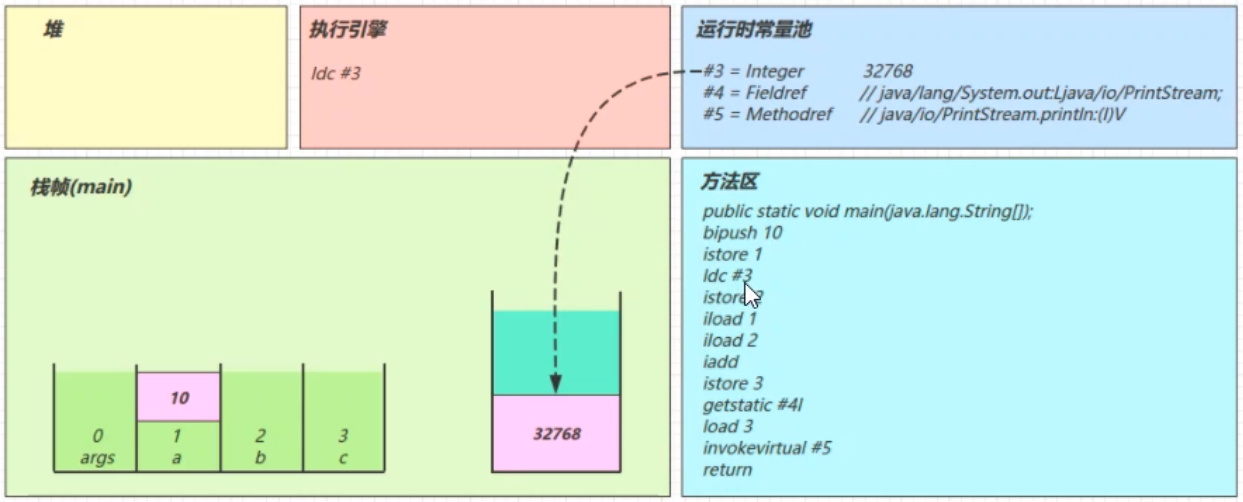 堆
执行引擎
ldc #3
运行时常量池
#3 = Integer 32768
#4 = Fieldref // java/lang/System.out:Ljava/io/PrintStream;
#5 = Methodref // java/io/PrintStream.println:(I)V
栈帧(main)
10
0 1 2 3
args a b c
32768
方法区
public static void main(java.lang.String[]);
bipush 10
istore 1
ldc #3
istore 2
iload 1
iload 2
iadd
istore 3
getstatic #4I
load 3
invokevirtual #5
return